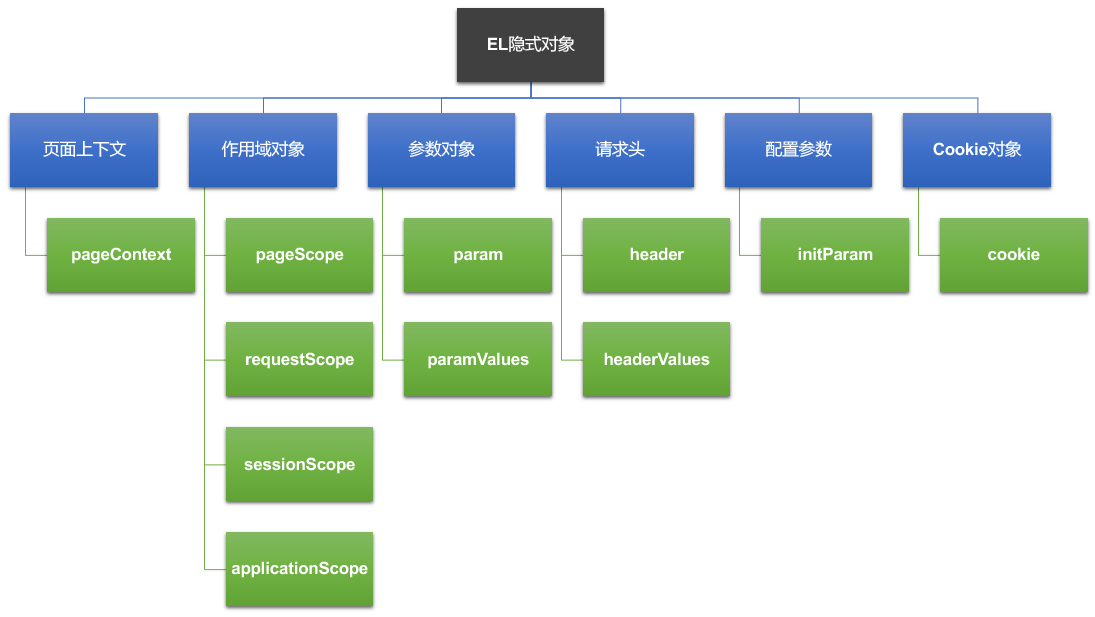 EL隐式对象
页面上下文
作用域对象
参数对象
请求头
配置参数
Cookie对象
pageContext
pageScope
param
header
initParam
cookie
requestScope
paramValues
headerValues
sessionScope
applicationScope